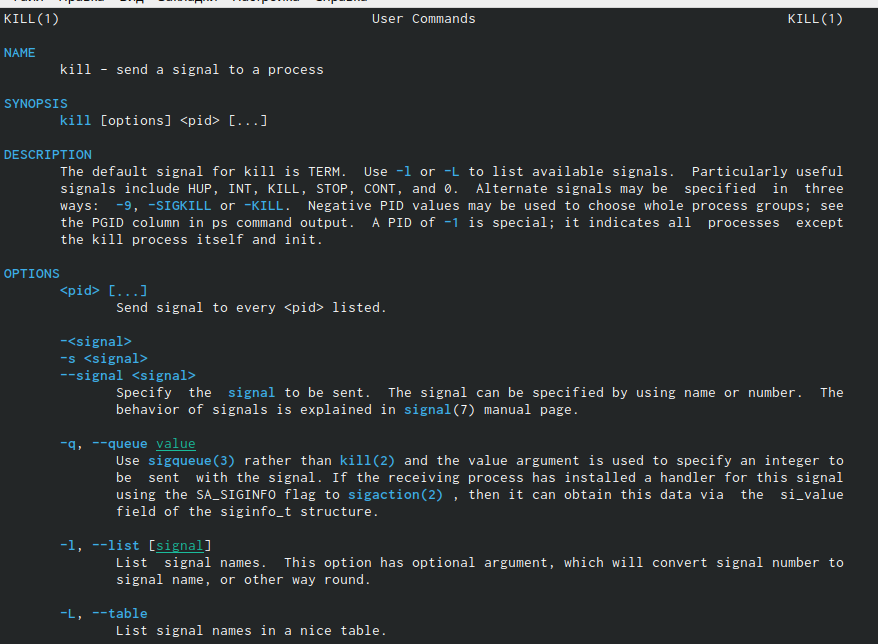 Файл Правка Вид Закладки Настройка Справка
KILL(1) User Commands KILL(1)
NAME
kill - send a signal to a process
SYNOPSIS
kill [options] <pid> [...]
DESCRIPTION
The default signal for kill is TERM. Use -l or -L to list available signals. Particularly useful
signals include HUP, INT, KILL, STOP, CONT, and 0. Alternate signals may be specified in three
ways: -9, -SIGKILL or -KILL. Negative PID values may be used to choose whole process groups; see
the PGID column in ps command output. A PID of -1 is special; it indicates all processes except
the kill process itself and init.
OPTIONS
<pid> [...]
Send signal to every <pid> listed.
-<signal>
-s <signal>
--signal <signal>
Specify the signal to be sent. The signal can be specified by using name or number. The
behavior of signals is explained in signal(7) manual page.
-q, --queue value
Use sigqueue(3) rather than kill(2) and the value argument is used to specify an integer to
be sent with the signal. If the receiving process has installed a handler for this signal
using the SA_SIGINFO flag to sigaction(2) , then it can obtain this data via the si_value
field of the siginfo_t structure.
-l, --list [signal]
List signal names. This option has optional argument, which will convert signal number to
signal name, or other way round.
-L, --table
List signal names in a nice table.